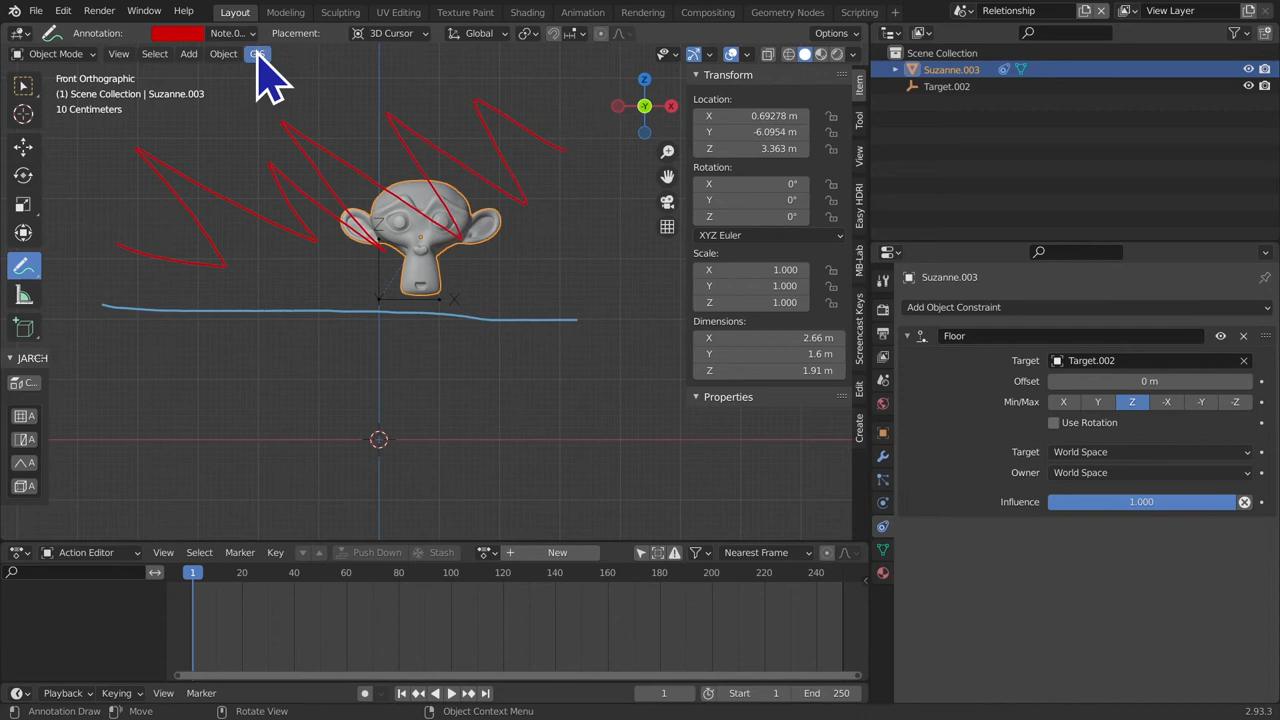 File Edit Render Window Help Layout Modeling Sculpting UV Editing Texture Paint Shading Animation Rendering Compositing Geometry Nodes Scripting Relationship View Layer
Annotation: Note.0... Placement: 3D Cursor Global Options
Object Mode View Select Add Object
Front Orthographic
(1) Scene Collection | Suzanne.003
10 Centimeters
Z
-Y
X
Z
X
JARCH
C...
A
A
A
A
Transform
Location:
X 0.69278 m
Y -6.0954 m
Z 3.363 m
Rotation:
X 0°
Y 0°
Z 0°
XYZ Euler
Scale:
X 1.000
Y 1.000
Z 1.000
Dimensions:
X 2.66 m
Y 1.6 m
Z 1.91 m
Properties
Item
Tool
View
Easy HDRI
MB-Lab
Screencast Keys
Edit
Create
Scene Collection
Suzanne.003
Target.002
Suzanne.003
Add Object Constraint
Floor
Target Target.002
Offset 0 m
Min/Max X Y Z -X -Y -Z
Use Rotation
Target World Space
Owner World Space
Influence 1.000
Action Editor View Select Marker Key Push Down Stash New Nearest Frame
1 20 40 60 80 100 120 140 160 180 200 220 240
Playback Keying View Marker 1 Start 1 End 250
Annotation Draw Move Rotate View Object Context Menu 2.93.3